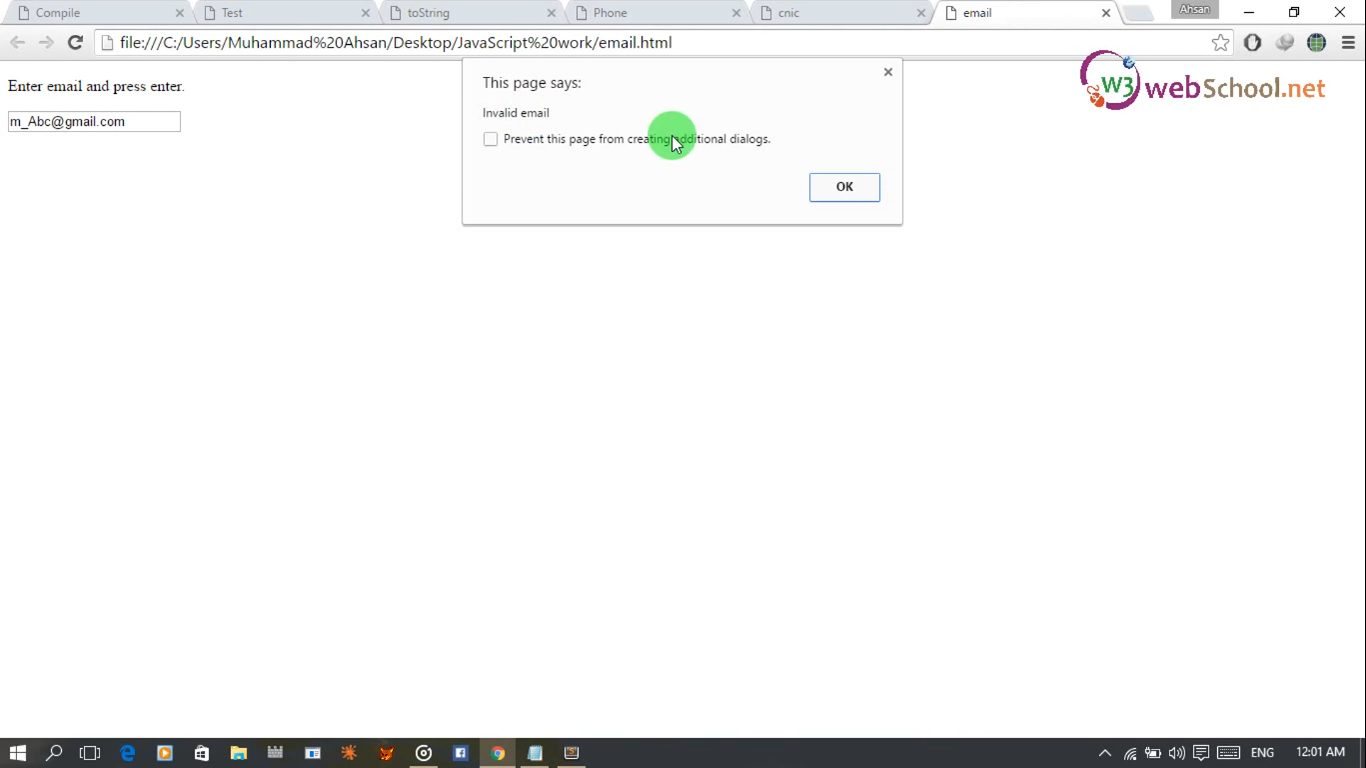 Compile
Test
toString
Phone
cnic
email
Ahsan
file:///C:/Users/Muhammad%20Ahsan/Desktop/JavaScript%20work/email.html
W3
webSchool.net
Enter email and press enter.
m_Abc@gmail.com
This page says:
Invalid email
Prevent this page from creating additional dialogs.
OK
ENG
12:01 AM